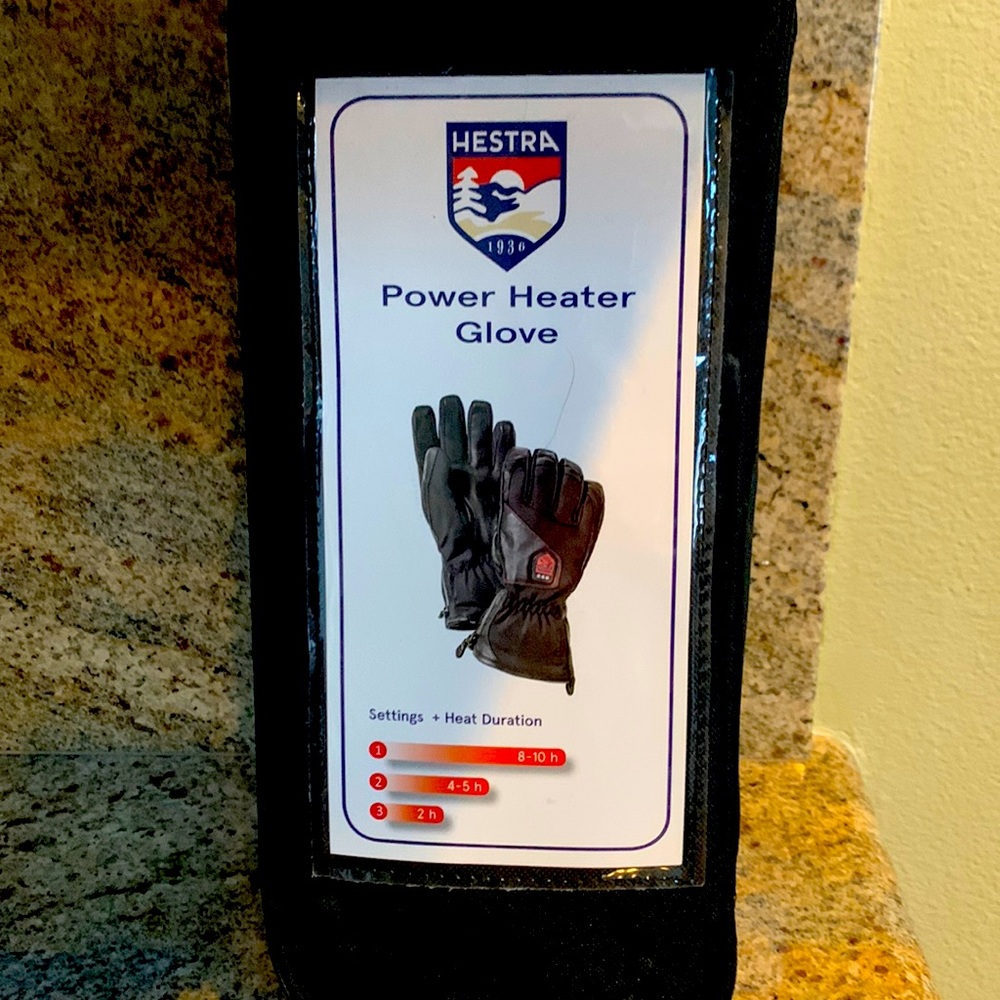 HESTRA
1936
Power Heater
Glove
Settings + Heat Duration
1 8-10 h
2 4-5 h
3 2 h